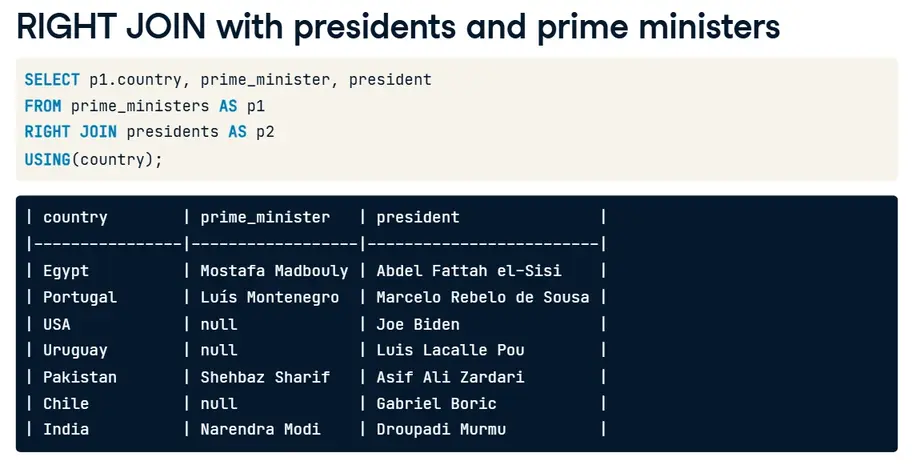 RIGHT JOIN with presidents and prime ministers
SELECT p1.country, prime_minister, president
FROM prime_ministers AS p1
RIGHT JOIN presidents AS p2
USING(country);
| country | prime_minister | president |
|----------------|------------------|-------------------------|
| Egypt | Mostafa Madbouly | Abdel Fattah el-Sisi |
| Portugal | Luís Montenegro | Marcelo Rebelo de Sousa |
| USA | null | Joe Biden |
| Uruguay | null | Luis Lacalle Pou |
| Pakistan | Shehbaz Sharif | Asif Ali Zardari |
| Chile | null | Gabriel Boric |
| India | Narendra Modi | Droupadi Murmu |